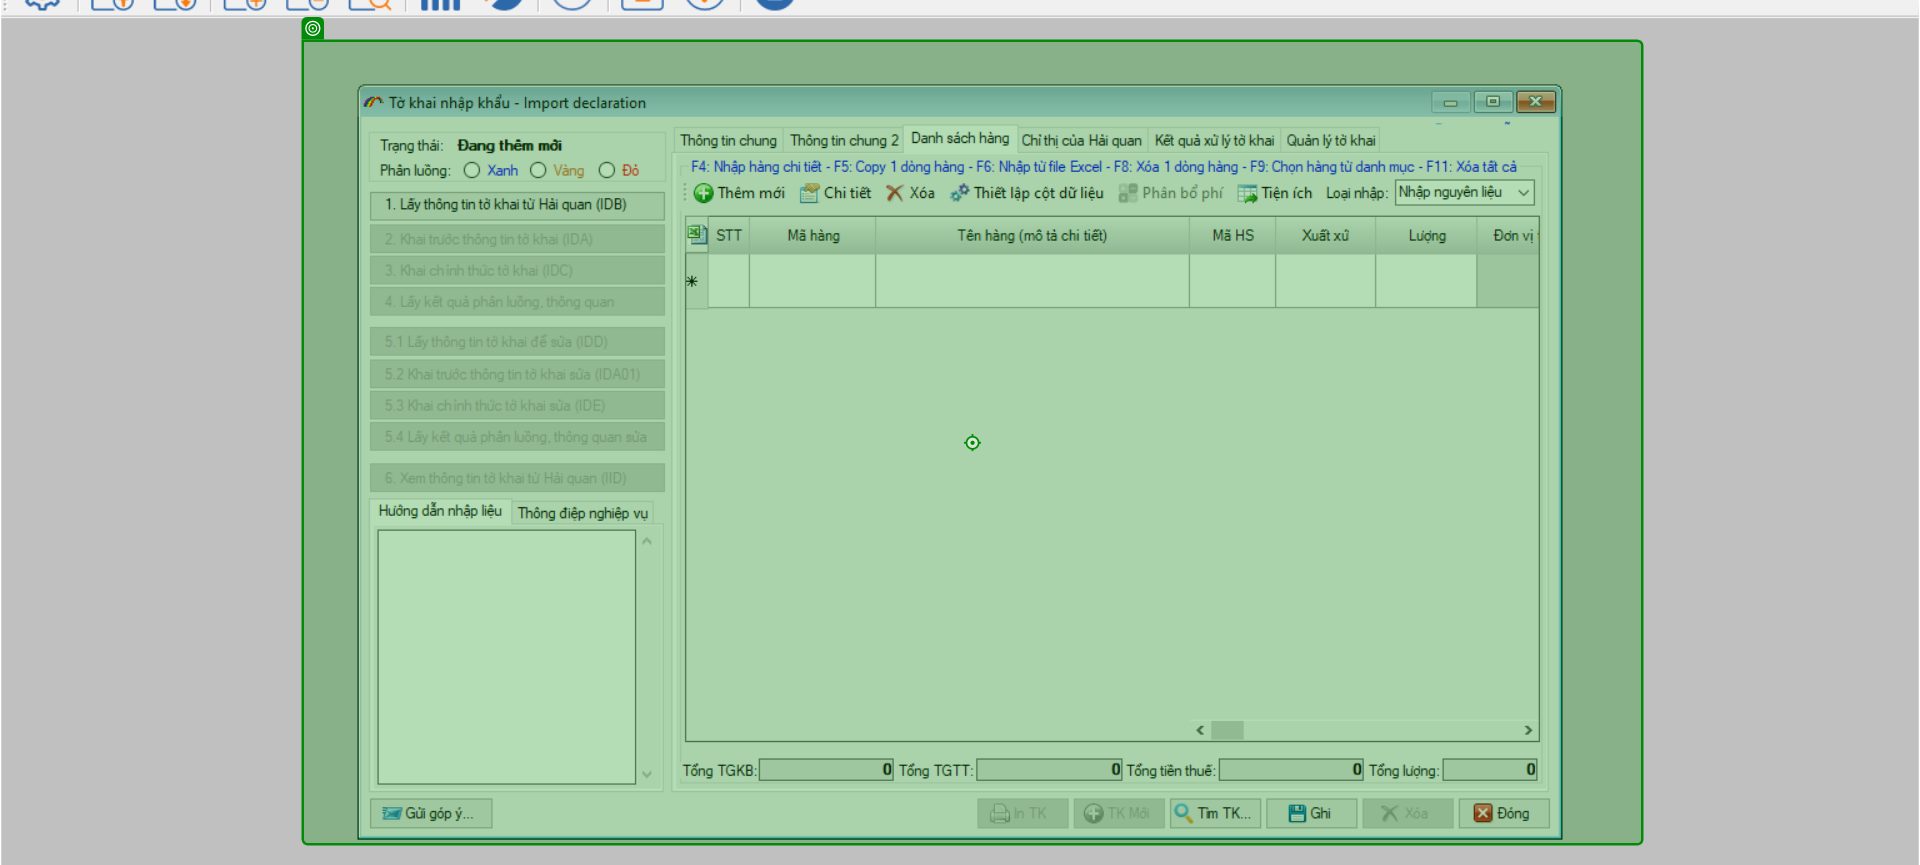 Tờ khai nhập khẩu - Import declaration
Trạng thái: Đang thêm mới
Phân luồng: Xanh Vàng Đỏ
1. Lấy thông tin tờ khai từ Hải quan (IDB)
2. Khai trước thông tin tờ khai (IDA)
3. Khai chính thức tờ khai (IDC)
4. Lấy kết quả phân luồng, thông quan
5.1 Lấy thông tin tờ khai để sửa (IDD)
5.2 Khai trước thông tin tờ khai sửa (IDA01)
5.3 Khai chính thức tờ khai sửa (IDE)
5.4 Lấy kết quả phân luồng, thông quan sửa
6. Xem thông tin tờ khai từ Hải quan (IID)
Hướng dẫn nhập liệu Thông điệp nghiệp vụ
Gửi góp ý...
Thông tin chung Thông tin chung 2 Danh sách hàng Chỉ thị của Hải quan Kết quả xử lý tờ khai Quản lý tờ khai
F4: Nhập hàng chi tiết - F5: Copy 1 dòng hàng - F6: Nhập từ file Excel - F8: Xóa 1 dòng hàng - F9: Chọn hàng từ danh mục - F11: Xóa tất cả
Thêm mới Chi tiết Xóa Thiết lập cột dữ liệu Phân bổ phí Tiện ích Loại nhập: Nhập nguyên liệu
STT Mã hàng Tên hàng (mô tả chi tiết) Mã HS Xuất xứ Lượng Đơn vị
Tổng TGKB: 0 Tổng TGTT: 0 Tổng tiền thuế: 0 Tổng lượng: 0
In TK TK Mới Tìm TK... Ghi Xóa Đóng